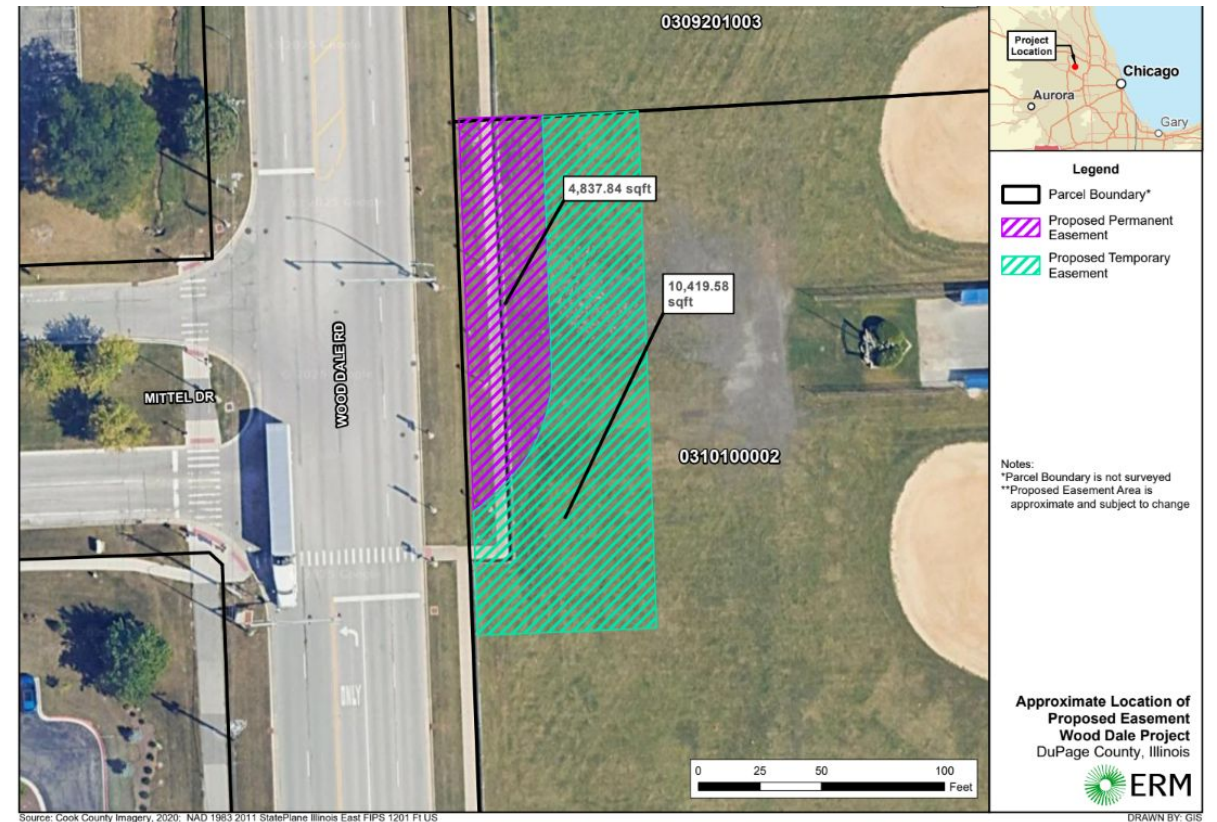 0309201003
4,837.84 sqft
10,419.58
sqft
WOOD DALE RD
MITTEL DR
0310100002
ONLY
0 25 50 100
Feet
Project
Location
Chicago
Aurora
Gary
Legend
Parcel Boundary*
Proposed Permanent
Easement
Proposed Temporary
Easement
Notes:
*Parcel Boundary is not surveyed
**Proposed Easement Area is
approximate and subject to change
Approximate Location of
Proposed Easement
Wood Dale Project
DuPage County, Illinois
ERM
Source: Cook County Imagery, 2020; NAD 1983 2011 StatePlane Illinois East FIPS 1201 Ft US
DRAWN BY: GIS